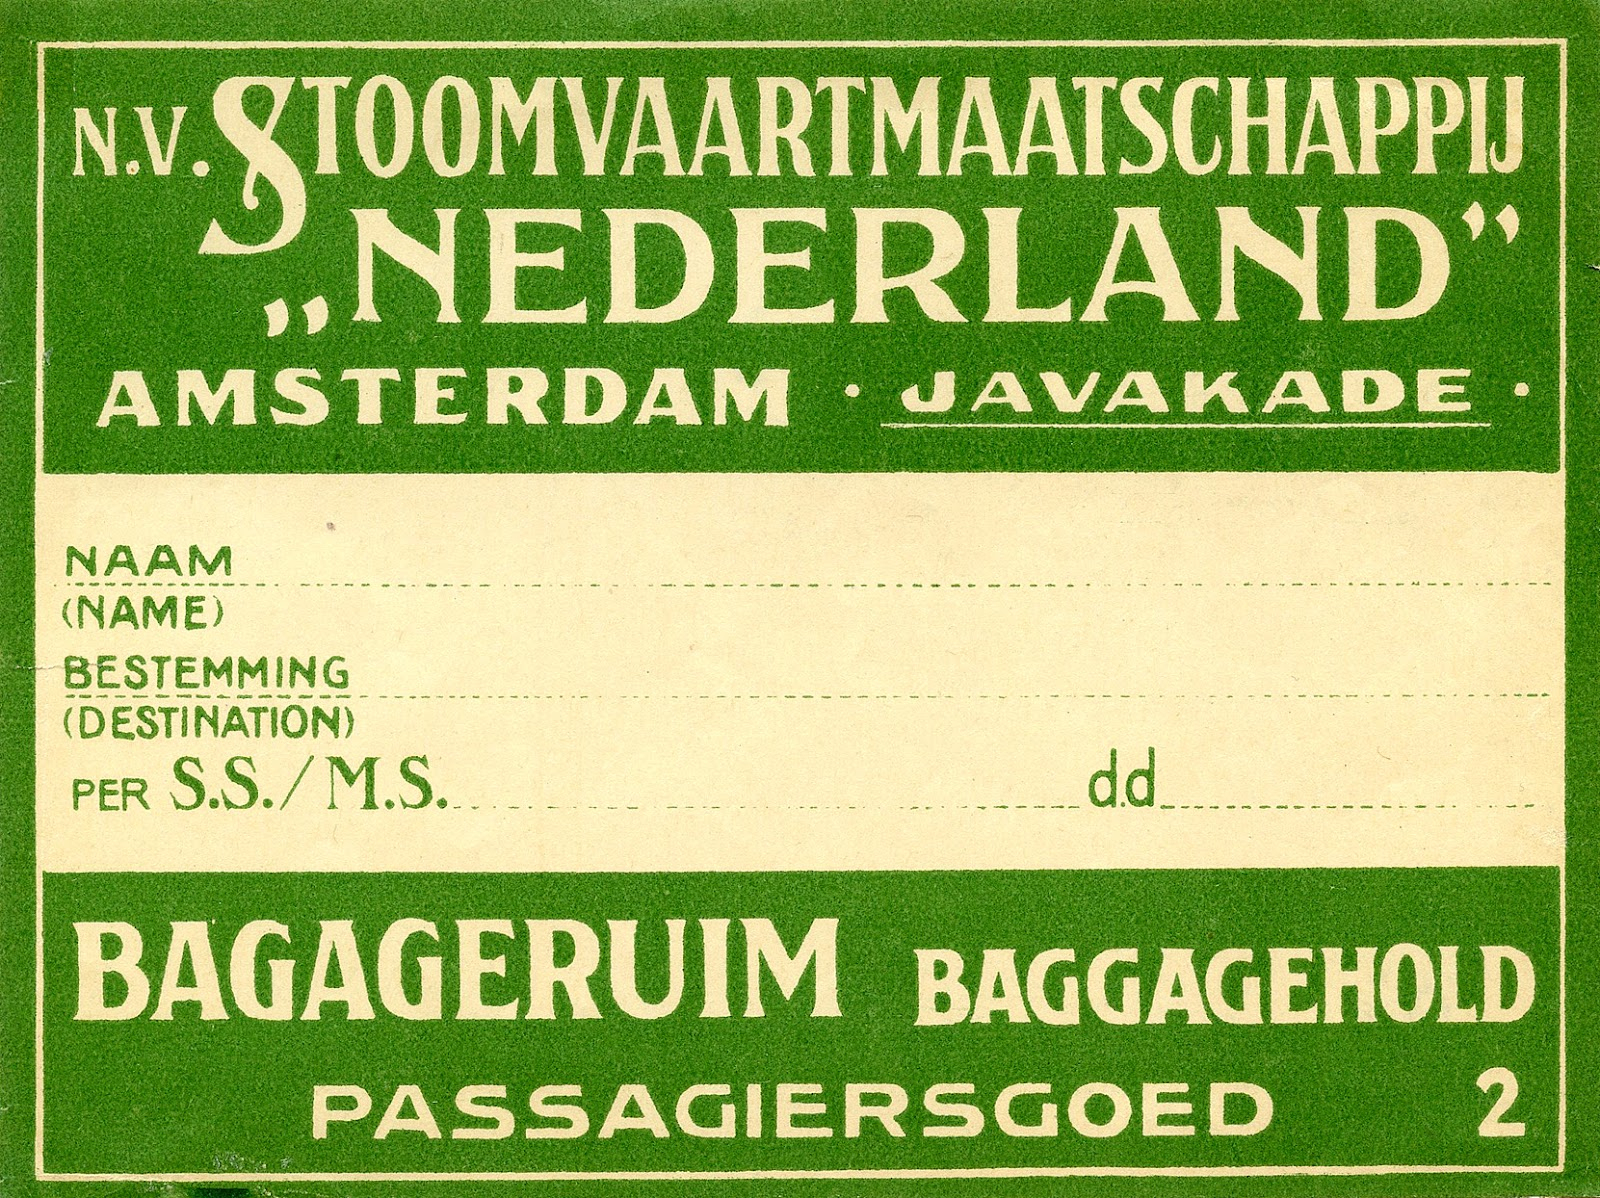 N.V. STOOMVAARTMAATSCHAPPIJ
„NEDERLAND”
AMSTERDAM · JAVAKADE ·
NAAM
(NAME)
BESTEMMING
(DESTINATION)
PER S.S./M.S. d.d
BAGAGERUIM BAGGAGEHOLD
PASSAGIERSGOED 2